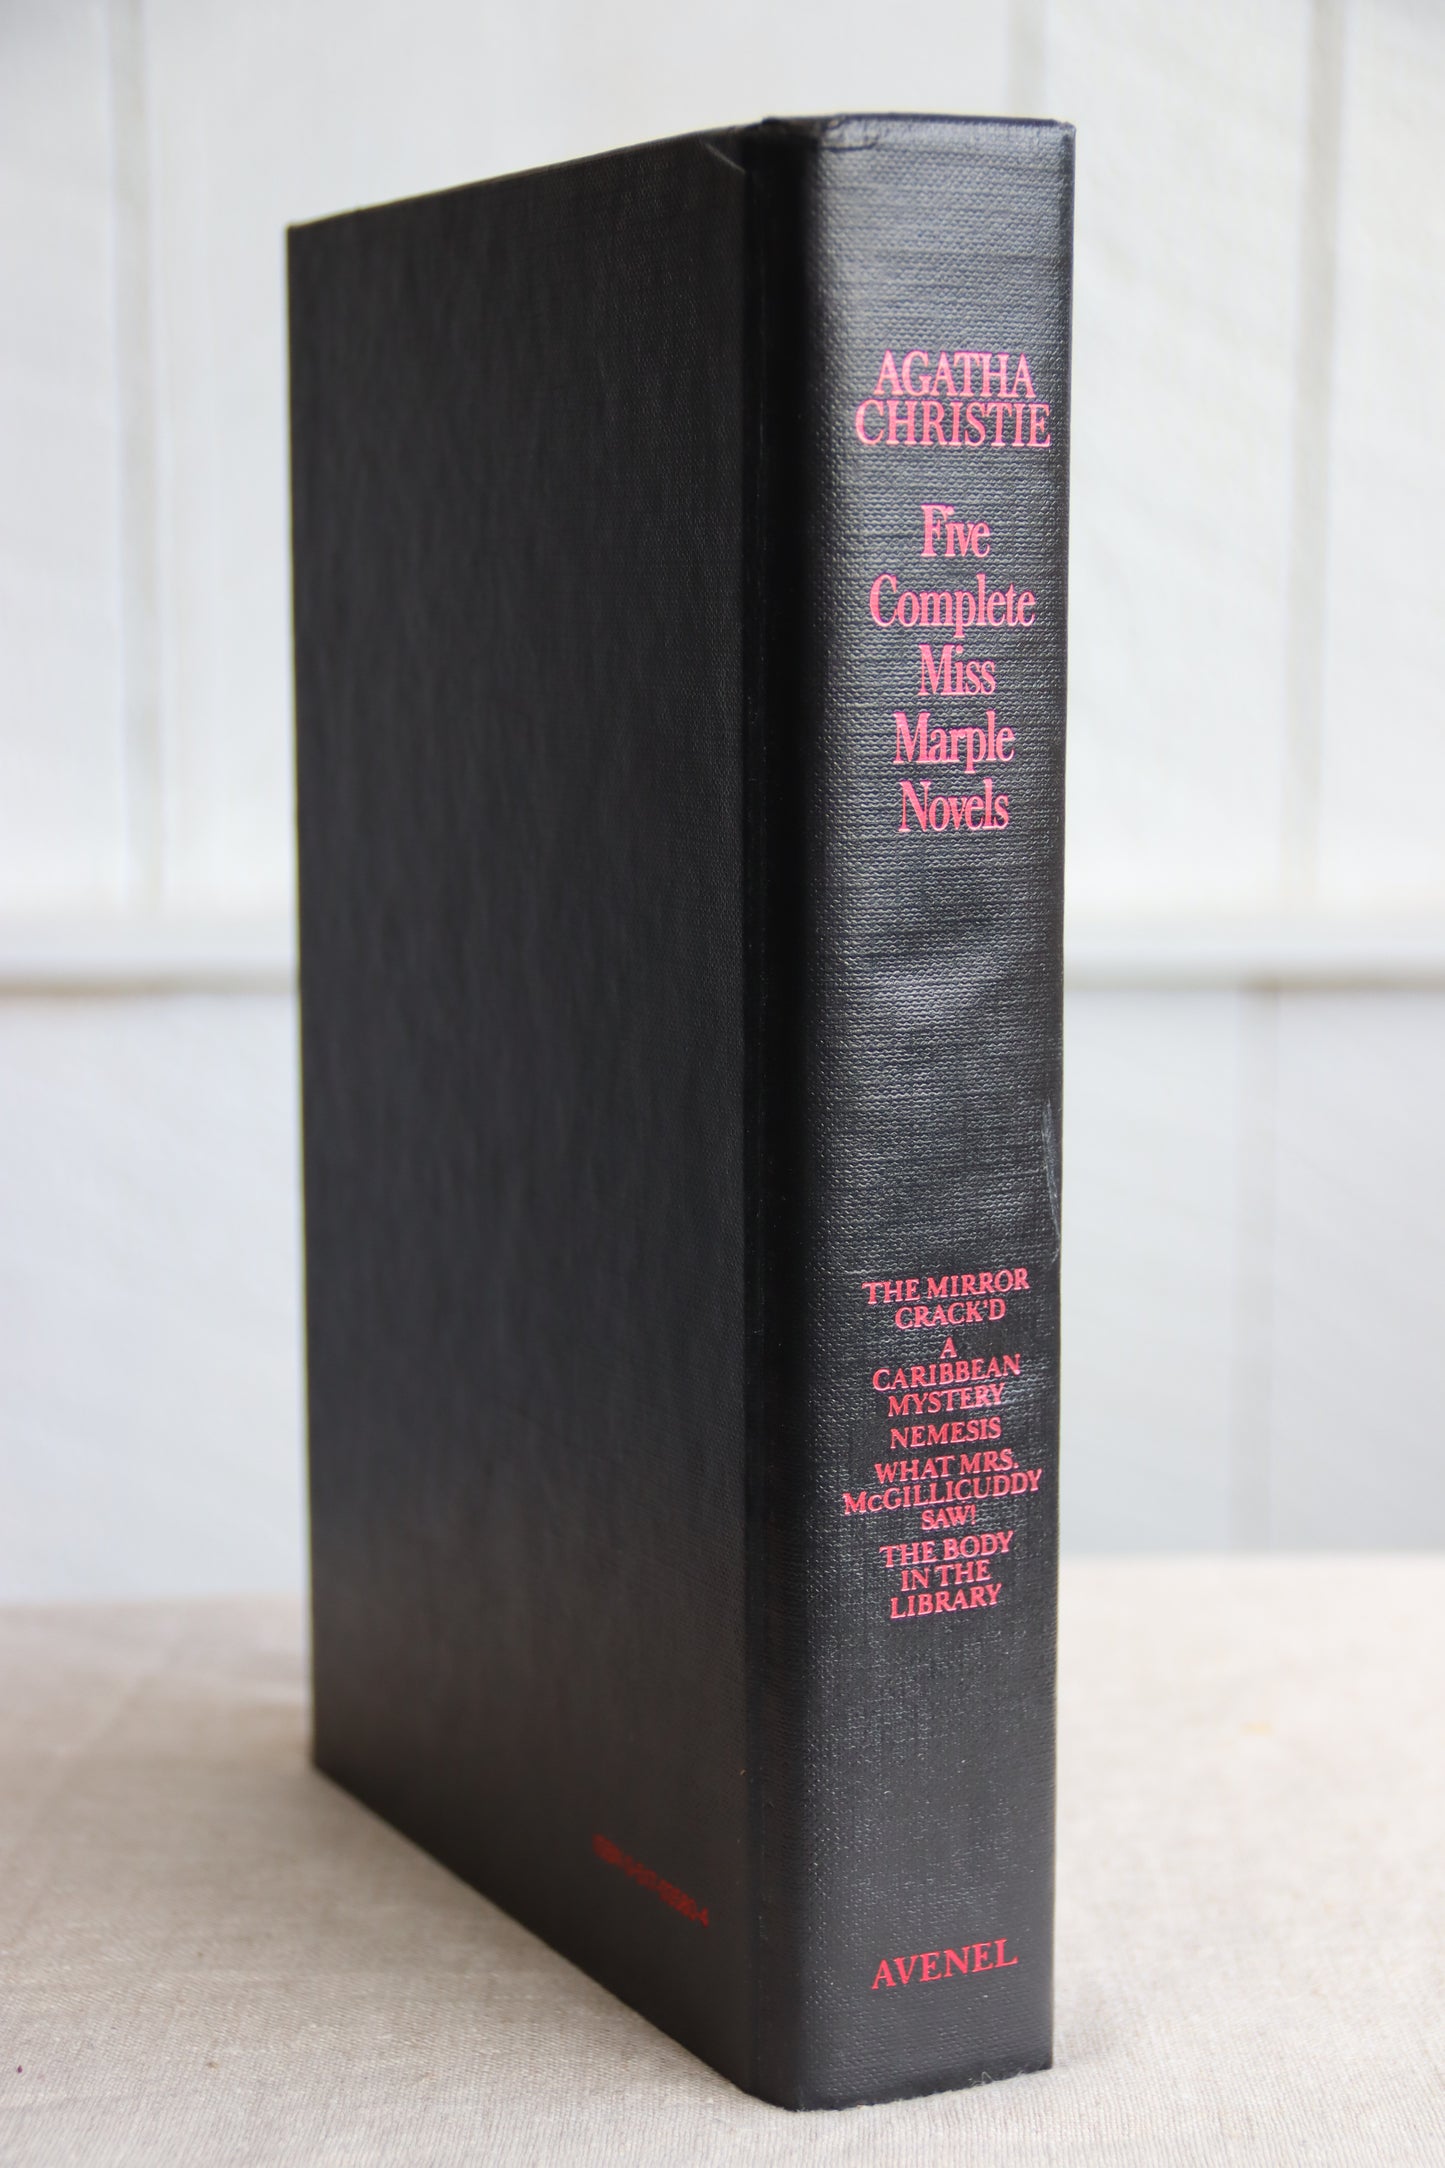 AGATHA
CHRISTIE
Five
Complete
Miss
Marple
Novels
THE MIRROR
CRACK'D
A
CARIBBEAN
MYSTERY
NEMESIS
WHAT MRS.
McGILLICUDDY
SAW!
THE BODY
IN THE
LIBRARY
AVENEL